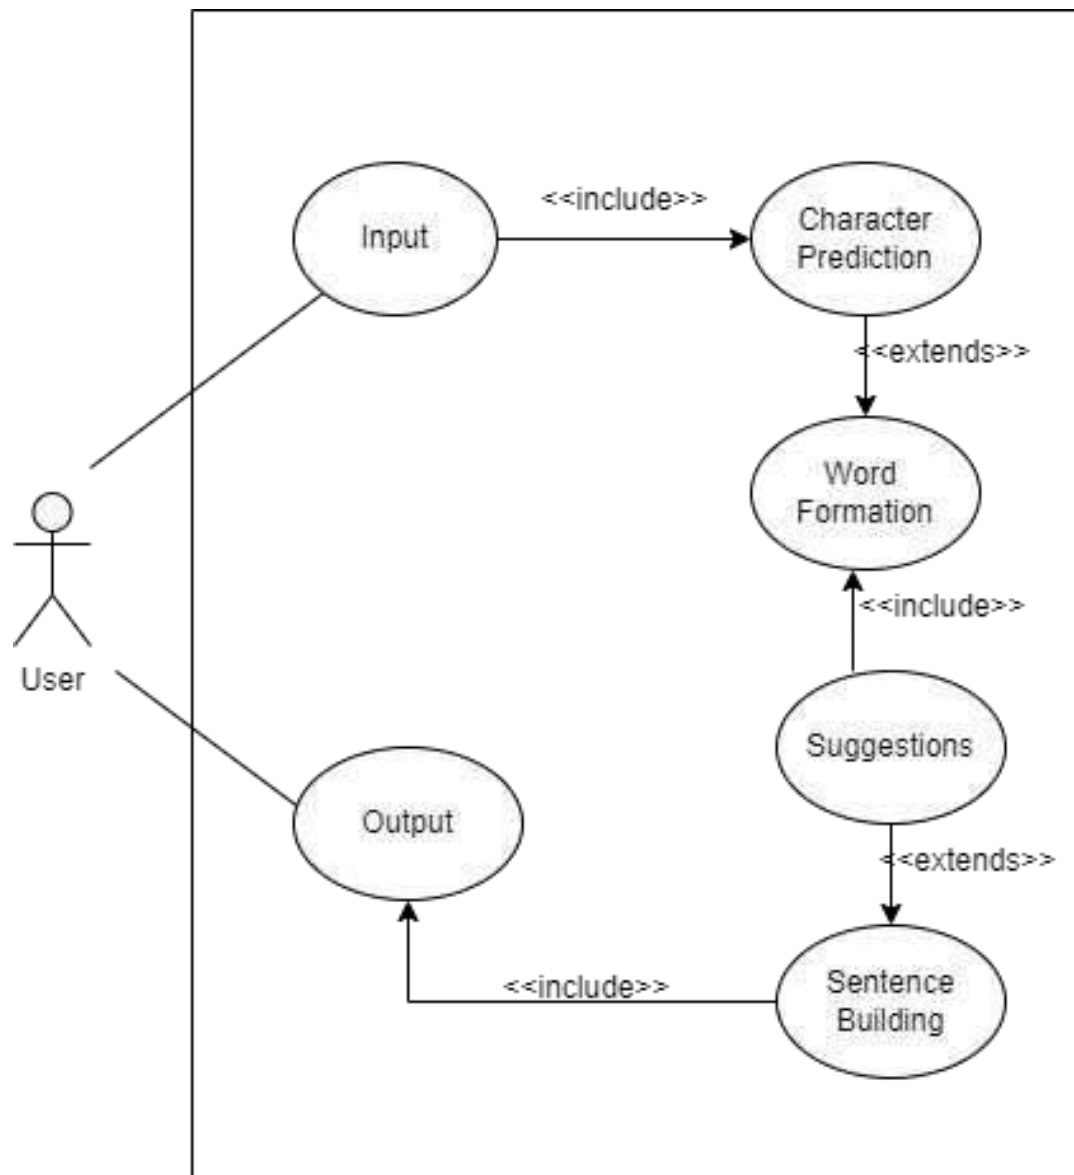 Input
<<include>>
Character
Prediction
<<extends>>
Word
Formation
<<include>>
User
Suggestions
Output
<<extends>>
<<include>>
Sentence
Building